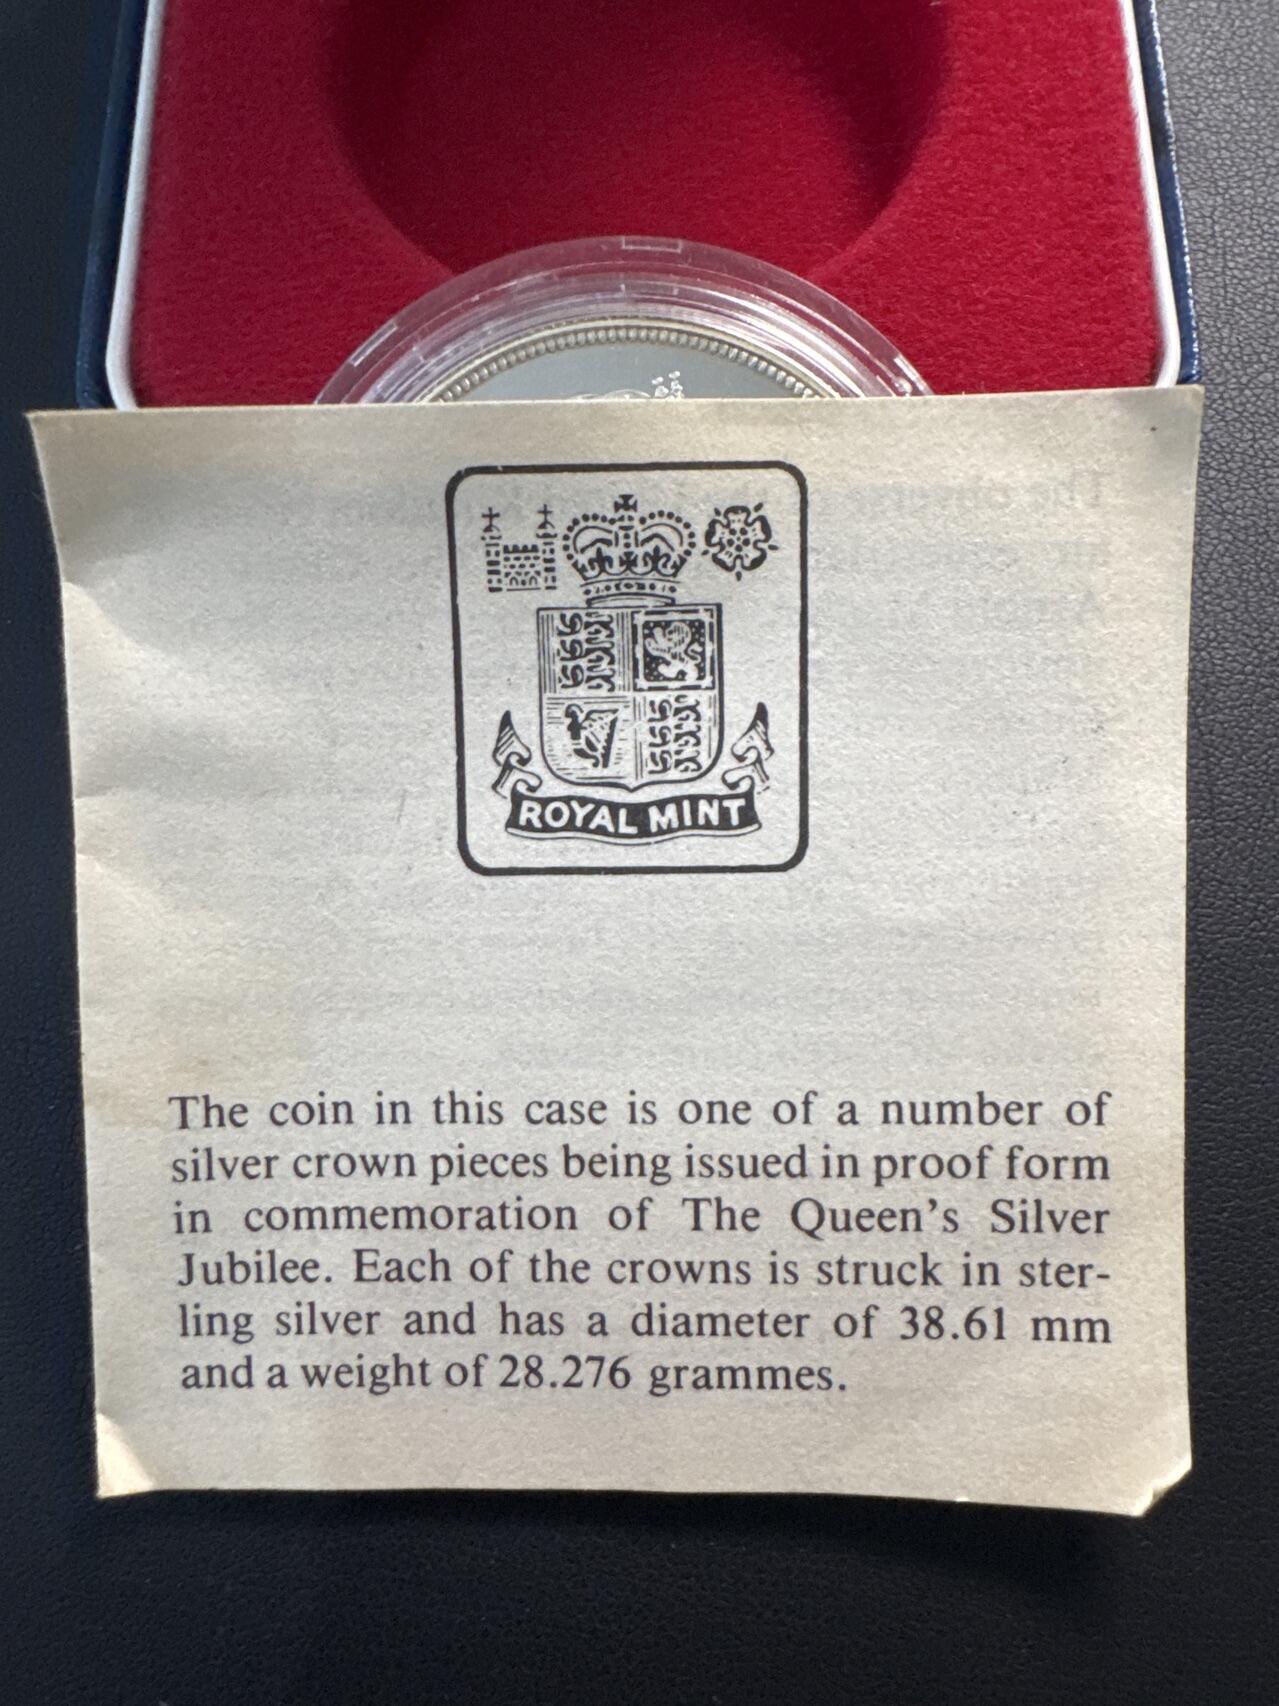 ROYAL MINT
The coin in this case is one of a number of
silver crown pieces being issued in proof form
in commemoration of The Queen's Silver
Jubilee. Each of the crowns is struck in ster-
ling silver and has a diameter of 38.61 mm
and a weight of 28.276 grammes.